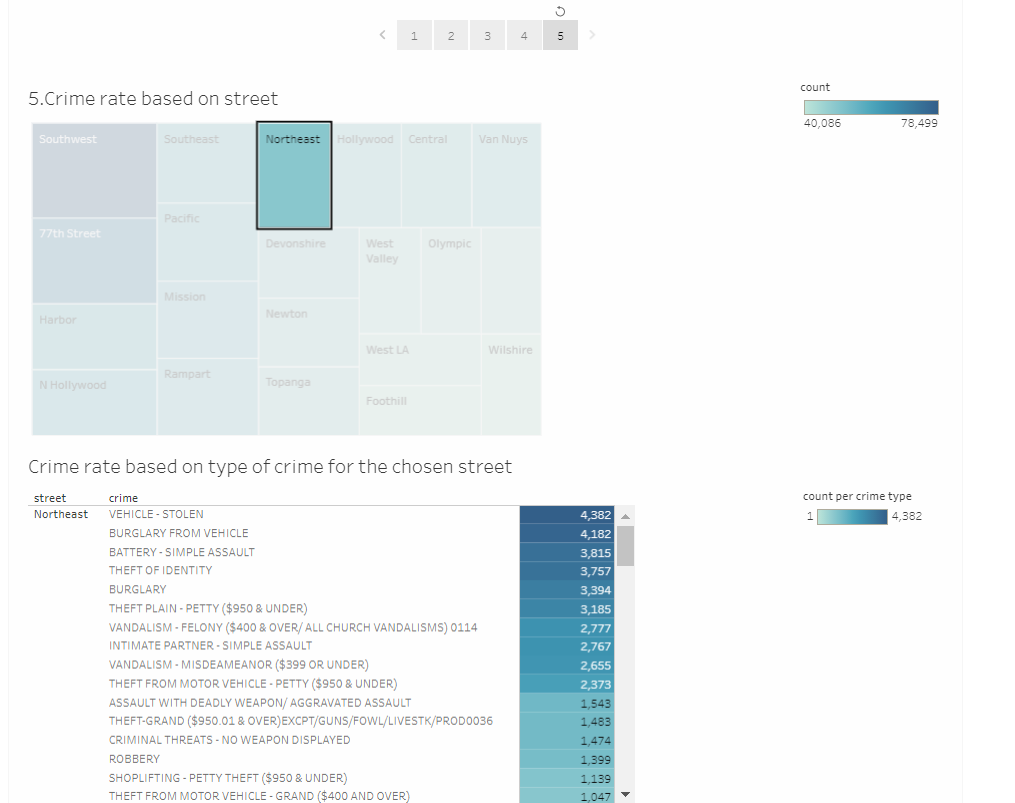 1 2 3 4 5
5.Crime rate based on street
count
40,086 78,499
Southwest Southeast Northeast Hollywood Central Van Nuys
Pacific
77th Street
Devonshire West Valley Olympic
Mission
Newton
Harbor
West LA Wilshire
Rampart
Topanga
N Hollywood
Foothill
Crime rate based on type of crime for the chosen street
count per crime type
1 4,382
street crime
Northeast VEHICLE - STOLEN 4,382
BURGLARY FROM VEHICLE 4,182
BATTERY - SIMPLE ASSAULT 3,815
THEFT OF IDENTITY 3,757
BURGLARY 3,394
THEFT PLAIN - PETTY ($950 & UNDER) 3,185
VANDALISM - FELONY ($400 & OVER/ ALL CHURCH VANDALISMS) 0114 2,777
INTIMATE PARTNER - SIMPLE ASSAULT 2,767
VANDALISM - MISDEAMEANOR ($399 OR UNDER) 2,655
THEFT FROM MOTOR VEHICLE - PETTY ($950 & UNDER) 2,373
ASSAULT WITH DEADLY WEAPON/ AGGRAVATED ASSAULT 1,543
THEFT-GRAND ($950.01 & OVER)EXCPT/GUNS/FOWL/LIVESTK/PROD0036 1,483
CRIMINAL THREATS - NO WEAPON DISPLAYED 1,474
ROBBERY 1,399
SHOPLIFTING - PETTY THEFT ($950 & UNDER) 1,139
THEFT FROM MOTOR VEHICLE - GRAND ($400 AND OVER) 1,047